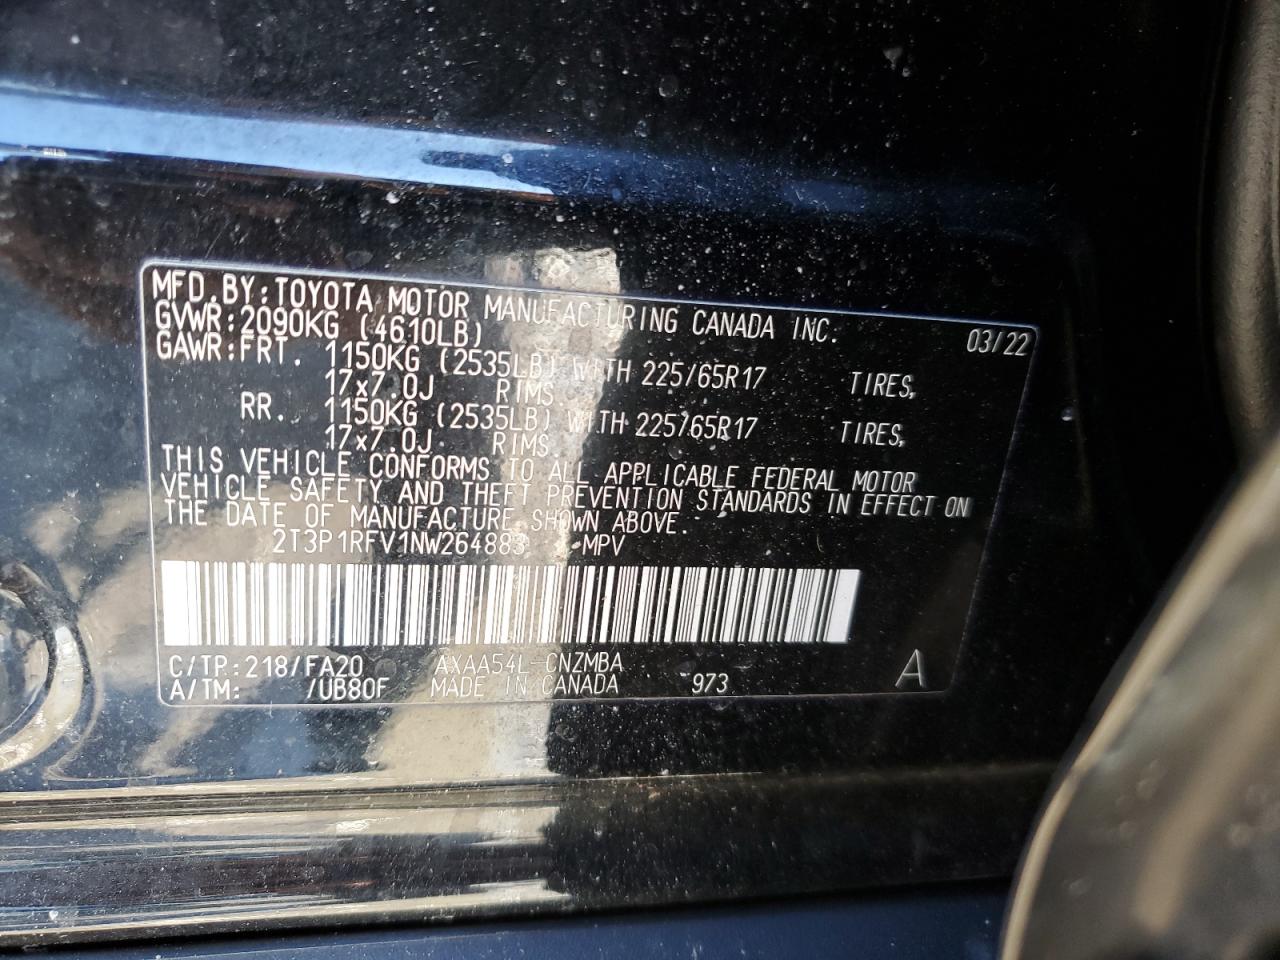 MFD.BY:TOYOTA MOTOR MANUFACTURING CANADA INC. 03/22
GVWR:2090KG (4610LB)
GAWR:FRT. 1150KG (2535LB) WITH 225/65R17 TIRES,
17x7.0J RIMS
RR. 1150KG (2535LB) WITH 225/65R17 TIRES,
17x7.0J RIMS
THIS VEHICLE CONFORMS TO ALL APPLICABLE FEDERAL MOTOR
VEHICLE SAFETY AND THEFT PREVENTION STANDARDS IN EFFECT ON
THE DATE OF MANUFACTURE SHOWN ABOVE.
2T3P1RFV1NW264883 MPV
C/TR:218/FA20 AXAA54L-CNZMBA
A/TM: /UB80F MADE IN CANADA 973 A